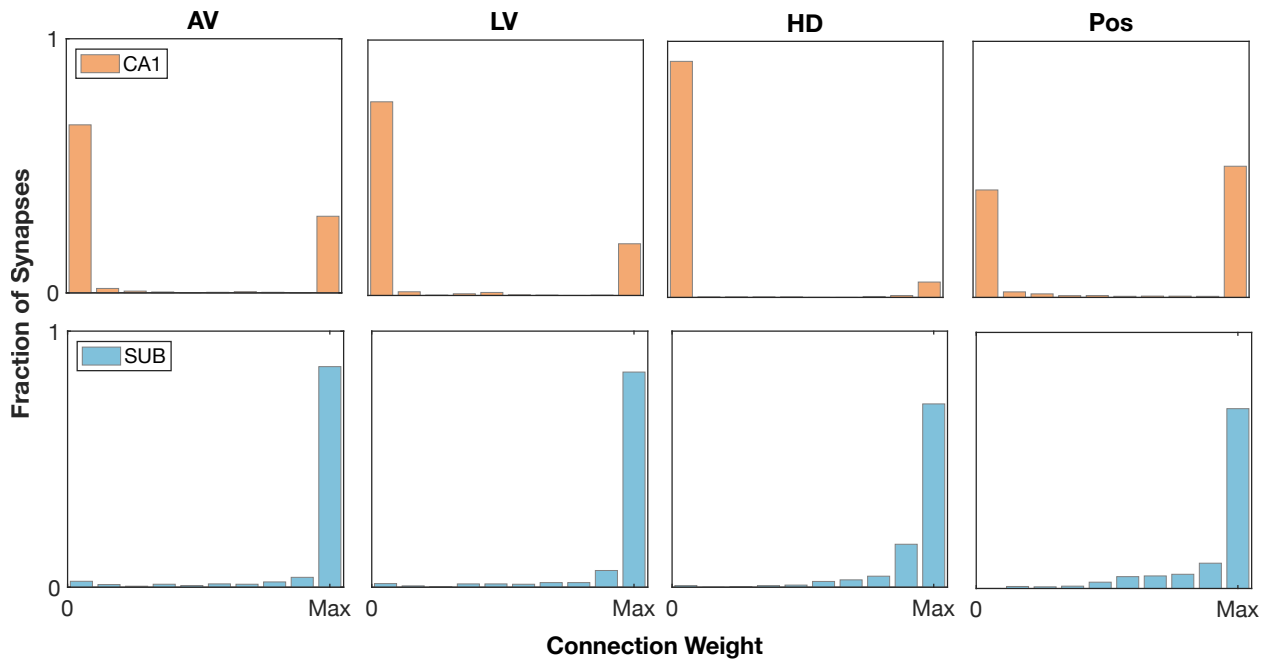 AV LV HD Pos
1
CA1
0
Fraction of Synapses
1
SUB
0
0 Max 0 Max 0 Max 0 Max
Connection Weight